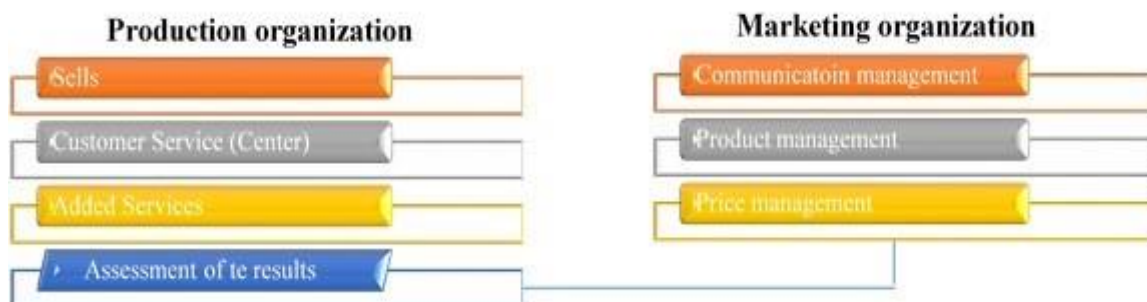 Production organization
Sells
Customer Service (Center)
Added Services
Assessment of te results
Marketing organization
Communicatoin management
Product management
Price management